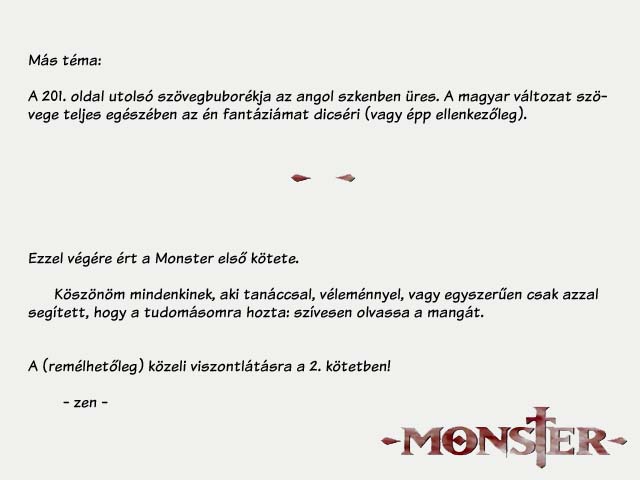 Más téma:
A 201. oldal utolsó szövegbuborékja az angol szkenben üres. A magyar változat szö-
vege teljes egészében az én fantáziámat dicséri (vagy épp ellenkezőleg).
Ezzel végére ért a Monster első kötete.
Köszönöm mindenkinek, aki tanáccsal, véleménnyel, vagy egyszerűen csak azzal
segített, hogy a tudomásomra hozta: szívesen olvassa a mangát.
A (remélhetőleg) közeli viszontlátásra a 2. kötetben!
- zen -
MONSTER